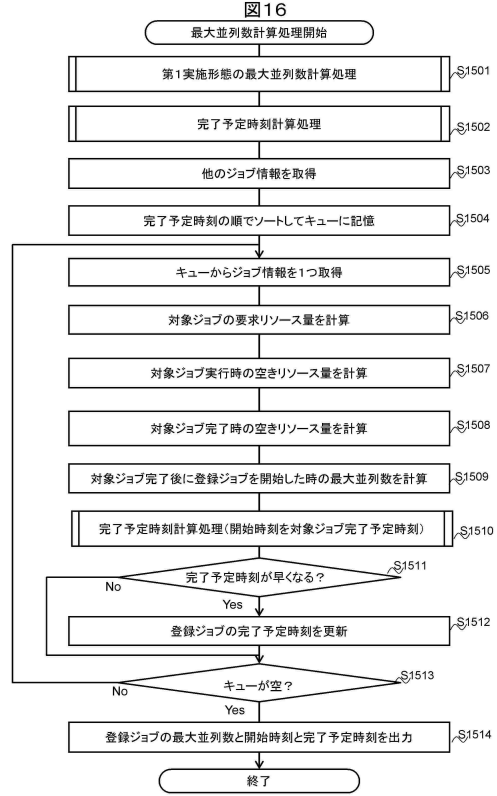 図16
最大並列数計算処理開始
第1実施形態の最大並列数計算処理
S1501
完了予定時刻計算処理
S1502
他のジョブ情報を取得
S1503
完了予定時刻の順でソートしてキューに記憶
S1504
キューからジョブ情報を1つ取得
S1505
対象ジョブの要求リソース量を計算
S1506
対象ジョブ実行時の空きリソース量を計算
S1507
対象ジョブ完了時の空きリソース量を計算
S1508
対象ジョブ完了後に登録ジョブを開始した時の最大並列数を計算
S1509
完了予定時刻計算処理(開始時刻を対象ジョブ完了予定時刻)
S1510
完了予定時刻が早くなる?
S1511
No
Yes
登録ジョブの完了予定時刻を更新
S1512
キューが空?
S1513
No
Yes
登録ジョブの最大並列数と開始時刻と完了予定時刻を出力
S1514
終了